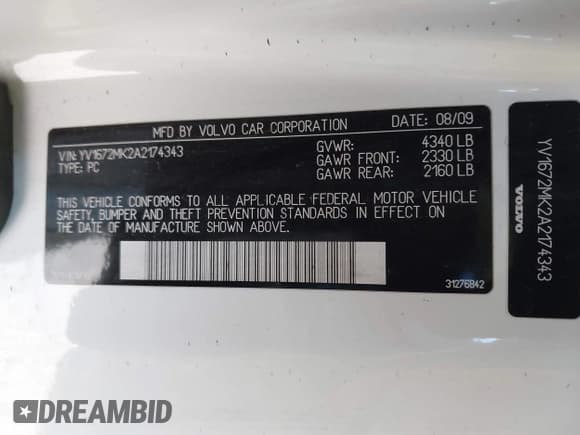 MFD BY VOLVO CAR CORPORATION DATE: 08/09
VIN: YV1672MK2A2174343 GVWR: 4340 LB
TYPE: PC GAWR FRONT: 2330 LB
GAWR REAR: 2160 LB
THIS VEHICLE CONFORMS TO ALL APPLICABLE FEDERAL MOTOR VEHICLE
SAFETY, BUMPER AND THEFT PREVENTION STANDARDS IN EFFECT ON
THE DATE OF MANUFACTURE SHOWN ABOVE.
31276842
YV1672MK2A2174343
VOLVO
DREAMBID